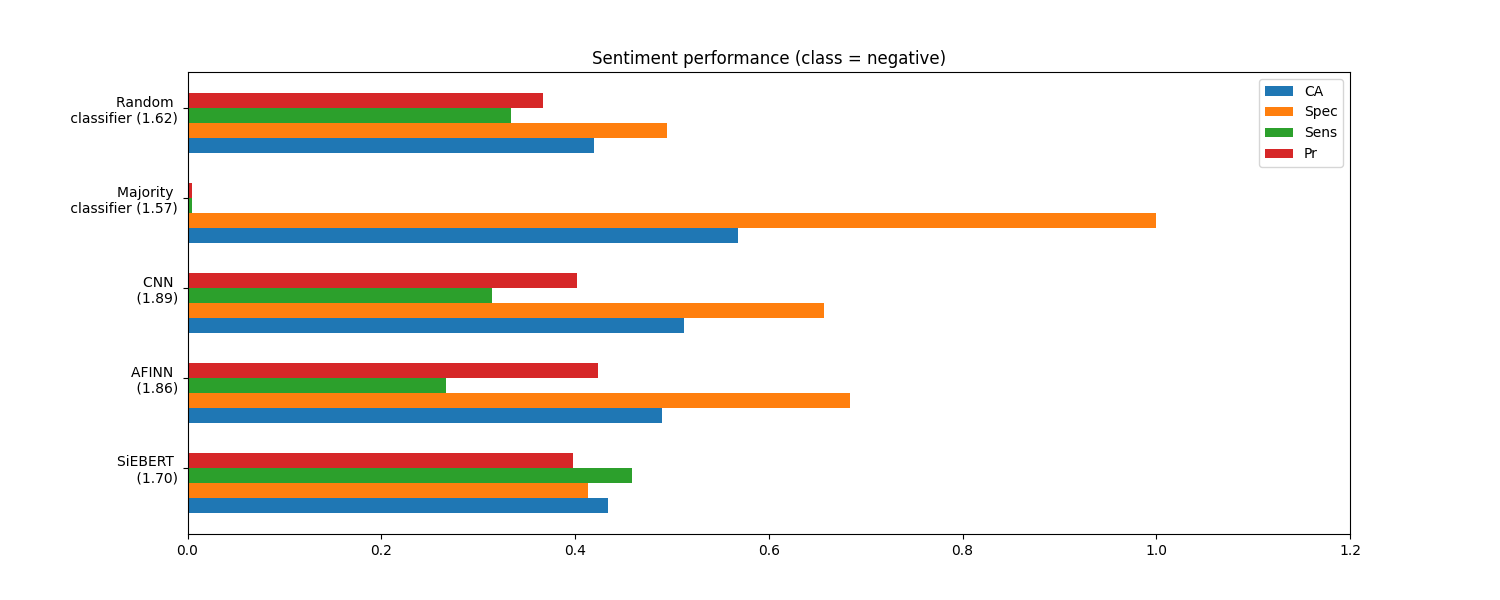 Sentiment performance (class = negative)
Random
classifier (1.62)
Majority
classifier (1.57)
CNN
(1.89)
AFINN
(1.86)
SiEBERT
(1.70)
CA
Spec
Sens
Pr
0.0 0.2 0.4 0.6 0.8 1.0 1.2